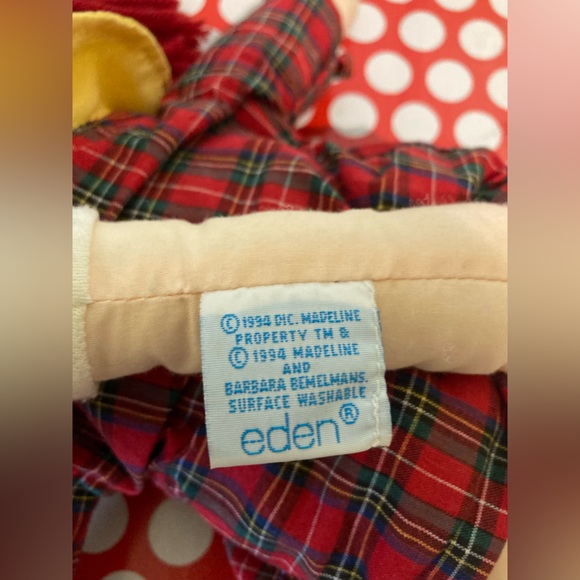 © 1994 DIC. MADELINE
PROPERTY TM &
© 1994 MADELINE
AND
BARBARA BEMELMANS.
SURFACE WASHABLE
eden®